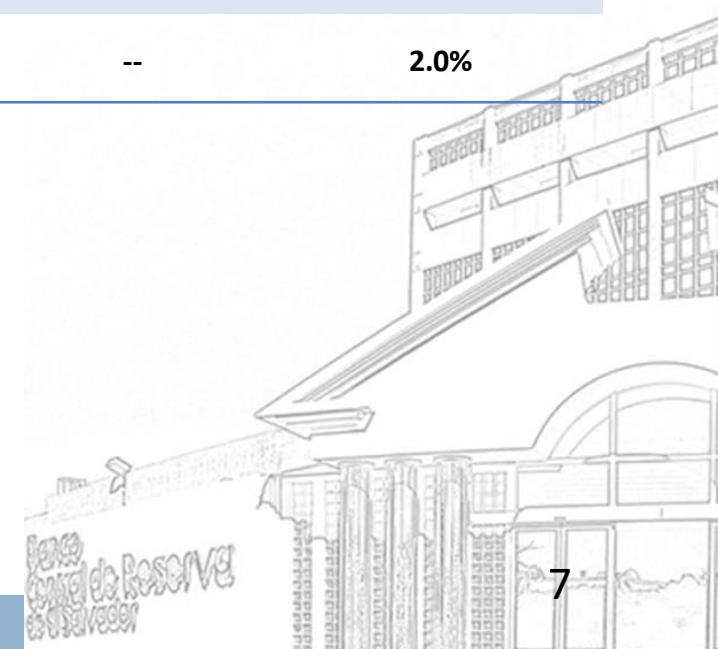 -- 2.0%
Banco
Central de Reserva
de El Salvador
7